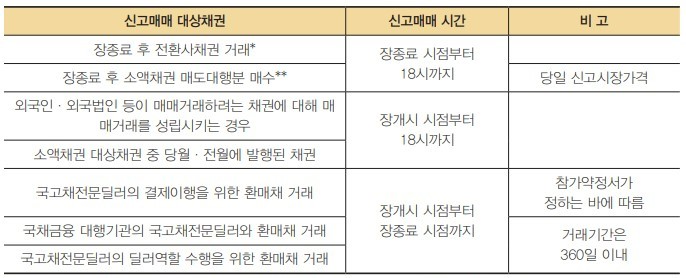 신고매매 대상채권 신고매매 시간 비 고
장종료 후 전환사채권 거래*
장종료 후 소액채권 매도대행분 매수**
장종료 시점부터
18시까지
당일 신고시장가격
외국인·외국법인 등이 매매거래하려는 채권에 대해 매
매거래를 성립시키는 경우
소액채권 대상채권 중 당월·전월에 발행된 채권
장개시 시점부터
18시까지
국고채전문딜러의 결제이행을 위한 환매채 거래
국채금융 대행기관의 국고채전문딜러와 환매채 거래
국고채전문딜러의 딜러역할 수행을 위한 환매채 거래
장개시 시점부터
장종료 시점까지
참가약정서가
정하는 바에 따름
거래기간은
360일 이내